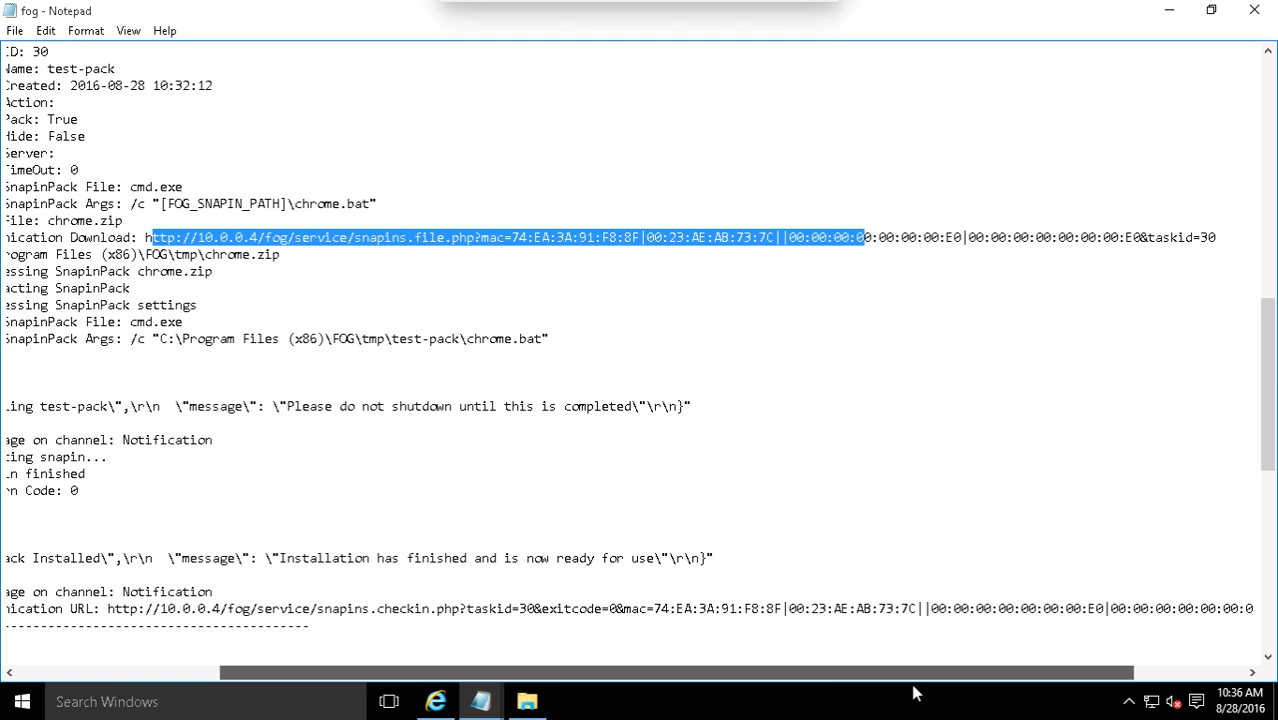 fog - Notepad
File Edit Format View Help
ID: 30
Name: test-pack
Created: 2016-08-28 10:32:12
Action:
Pack: True
Hide: False
Server:
TimeOut: 0
SnapinPack File: cmd.exe
SnapinPack Args: /c "[FOG_SNAPIN_PATH]\chrome.bat"
File: chrome.zip
nication Download: http://10.0.0.4/fog/service/snapins.file.php?mac=74:EA:3A:91:F8:8F|00:23:AE:AB:73:7C||00:00:00:00:00:00:00:E0|00:00:00:00:00:00:00:E0&taskid=30
rogram Files (x86)\FOG\tmp\chrome.zip
essing SnapinPack chrome.zip
acting SnapinPack
essing SnapinPack settings
SnapinPack File: cmd.exe
SnapinPack Args: /c "C:\Program Files (x86)\FOG\tmp\test-pack\chrome.bat"
ling test-pack\",\r\n  \"message\": \"Please do not shutdown until this is completed\"\r\n}"
age on channel: Notification
ting snapin...
in finished
rn Code: 0
ack Installed\",\r\n  \"message\": \"Installation has finished and is now ready for use\"\r\n}"
age on channel: Notification
nication URL: http://10.0.0.4/fog/service/snapins.checkin.php?taskid=30&exitcode=0&mac=74:EA:3A:91:F8:8F|00:23:AE:AB:73:7C||00:00:00:00:00:00:00:E0|00:00:00:00:00:00:0
-----------------------------------------
Search Windows
10:36 AM
8/28/2016